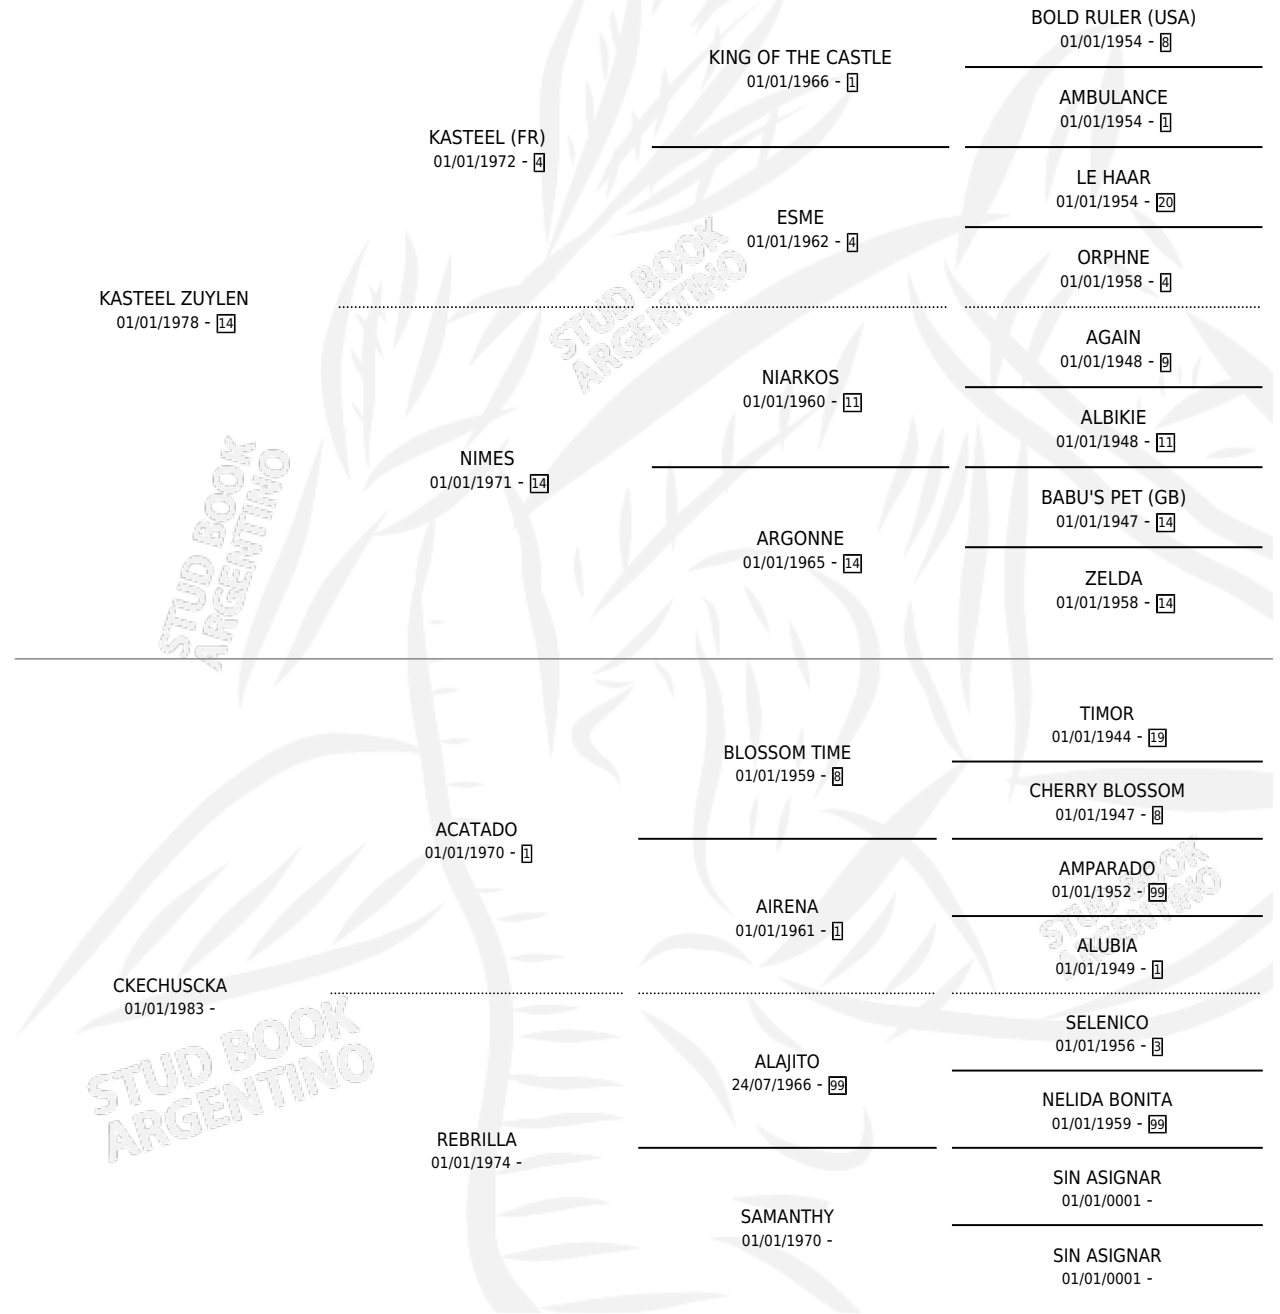 BOLD RULER (USA)
01/01/1954 - 8
KING OF THE CASTLE
01/01/1966 - 1
AMBULANCE
01/01/1954 - 1
KASTEEL (FR)
01/01/1972 - 4
LE HAAR
01/01/1954 - 20
ESME
01/01/1962 - 4
ORPHNE
01/01/1958 - 4
KASTEEL ZUYLEN
01/01/1978 - 14
AGAIN
01/01/1948 - 9
NIARKOS
01/01/1960 - 11
ALBIKIE
01/01/1948 - 11
NIMES
01/01/1971 - 14
BABU'S PET (GB)
01/01/1947 - 14
ARGONNE
01/01/1965 - 14
ZELDA
01/01/1958 - 14
TIMOR
01/01/1944 - 19
BLOSSOM TIME
01/01/1959 - 8
CHERRY BLOSSOM
01/01/1947 - 8
ACATADO
01/01/1970 - 1
AMPARADO
01/01/1952 - 99
AIRENA
01/01/1961 - 1
ALUBIA
01/01/1949 - 1
CKECHUSCKA
01/01/1983 -
SELENICO
01/01/1956 - 3
ALAJITO
24/07/1966 - 99
NELIDA BONITA
01/01/1959 - 99
REBRILLA
01/01/1974 -
SIN ASIGNAR
01/01/0001 -
SAMANTHY
01/01/1970 -
SIN ASIGNAR
01/01/0001 -
STUD BOOK
ARGENTINO
STUD BOOK
ARGENTINO
STUD BOOK
ARGENTINO
STUD BOOK
ARGENTINO